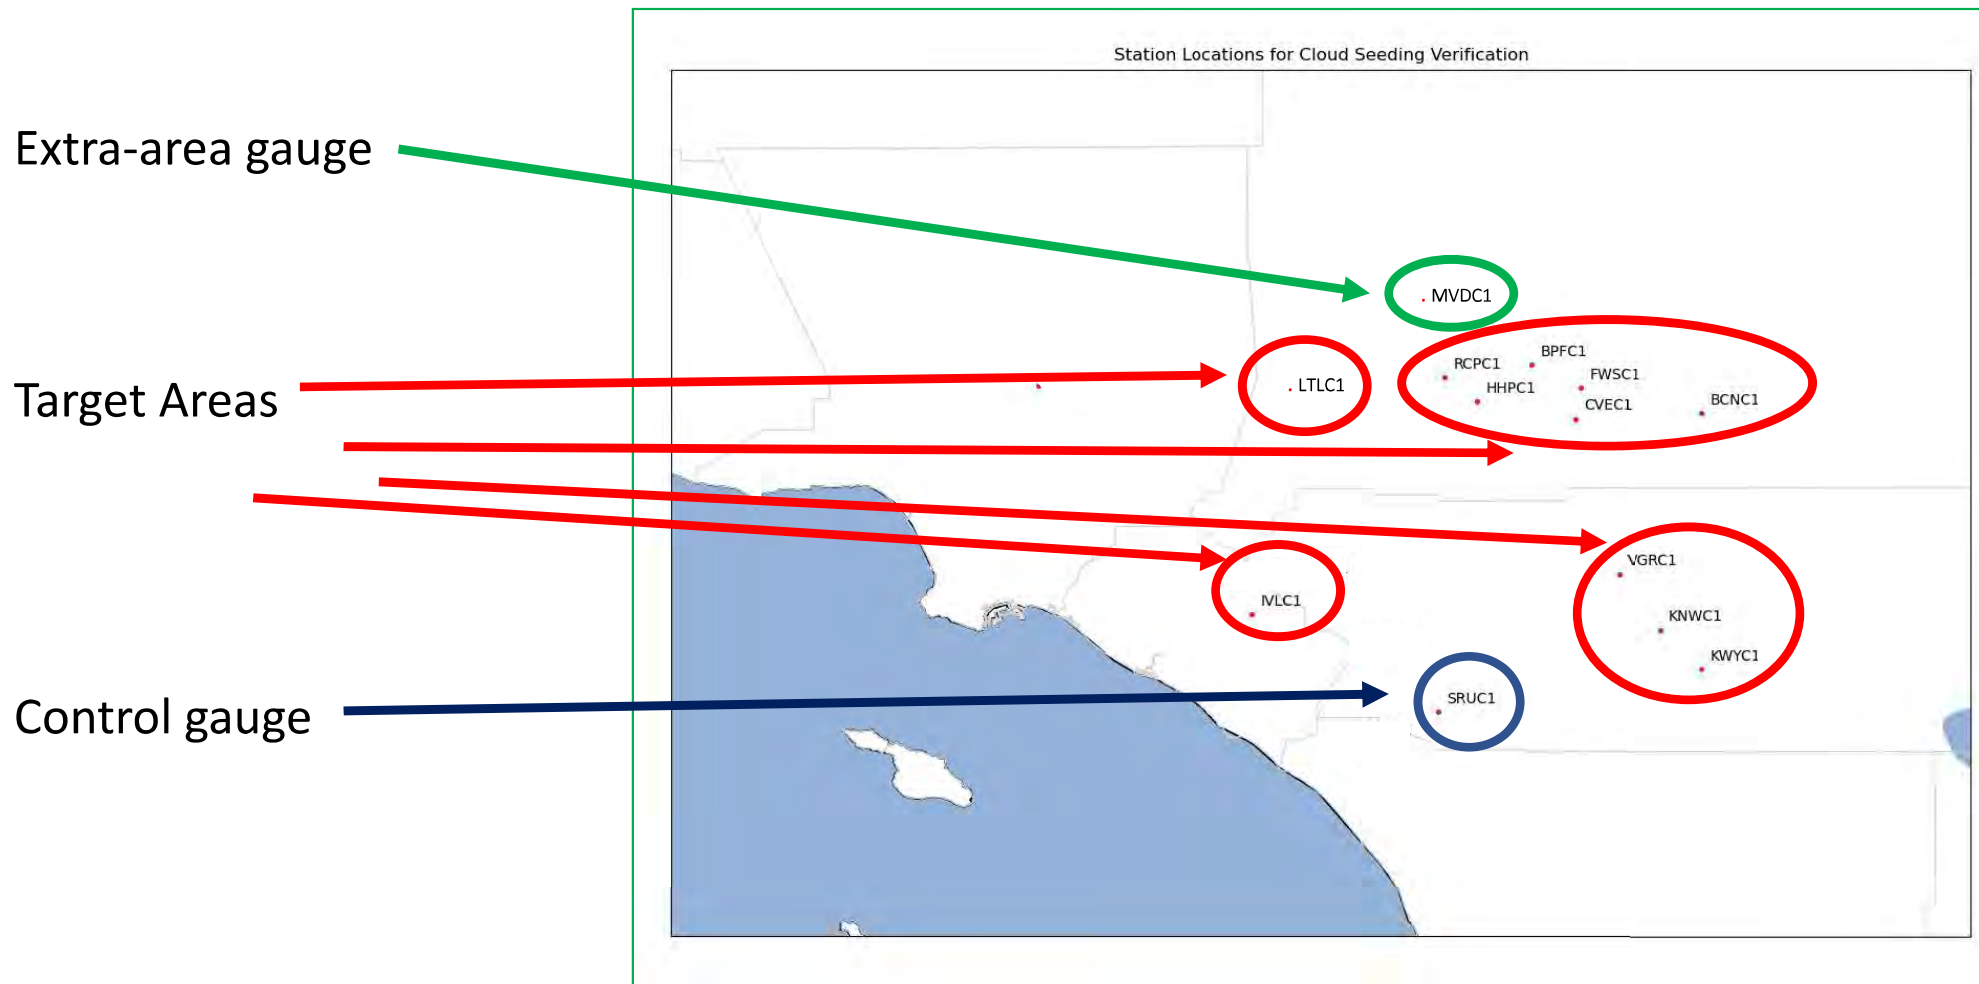 Station Locations for Cloud Seeding Verification
Extra-area gauge
MVDC1
BPFC1
RCPC1
FWSC1
Target Areas
LTLC1
HHPC1
BCNC1
CVEC1
VGRC1
IVLC1
KNWC1
KWYC1
SRUC1
Control gauge